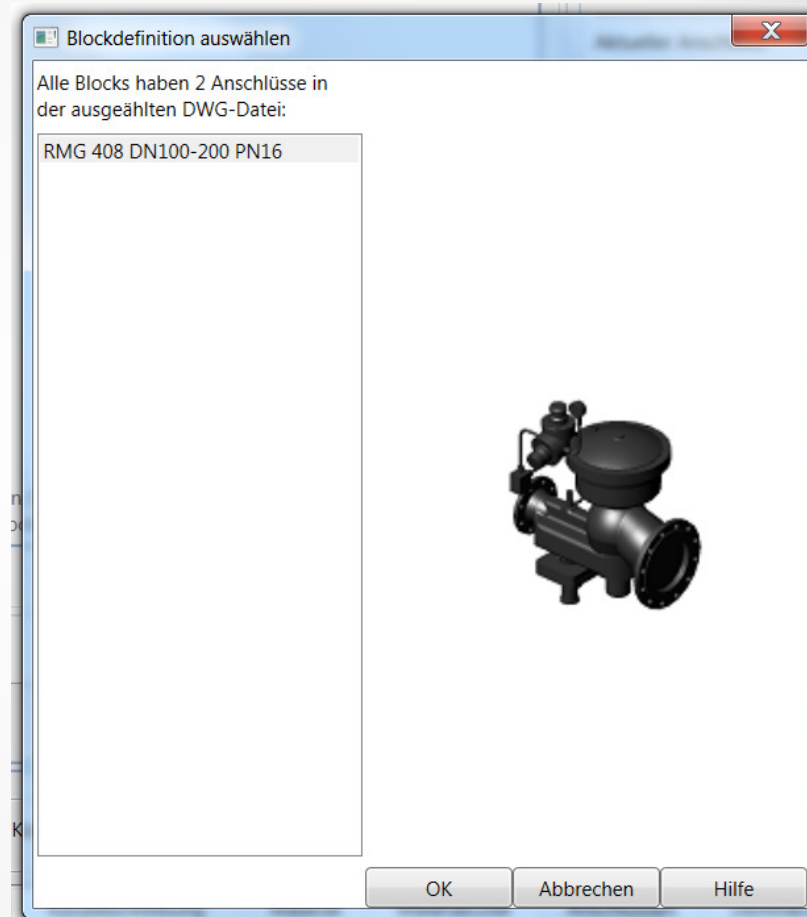 Blockdefinition auswählen
Alle Blocks haben 2 Anschlüsse in
der ausgeählten DWG-Datei:
RMG 408 DN100-200 PN16
OK
Abbrechen
Hilfe